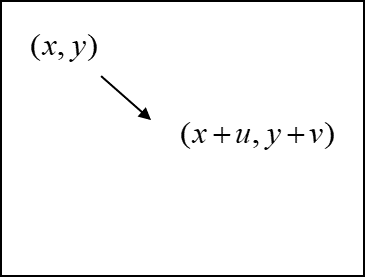 (x, y)
(x + u, y + v)